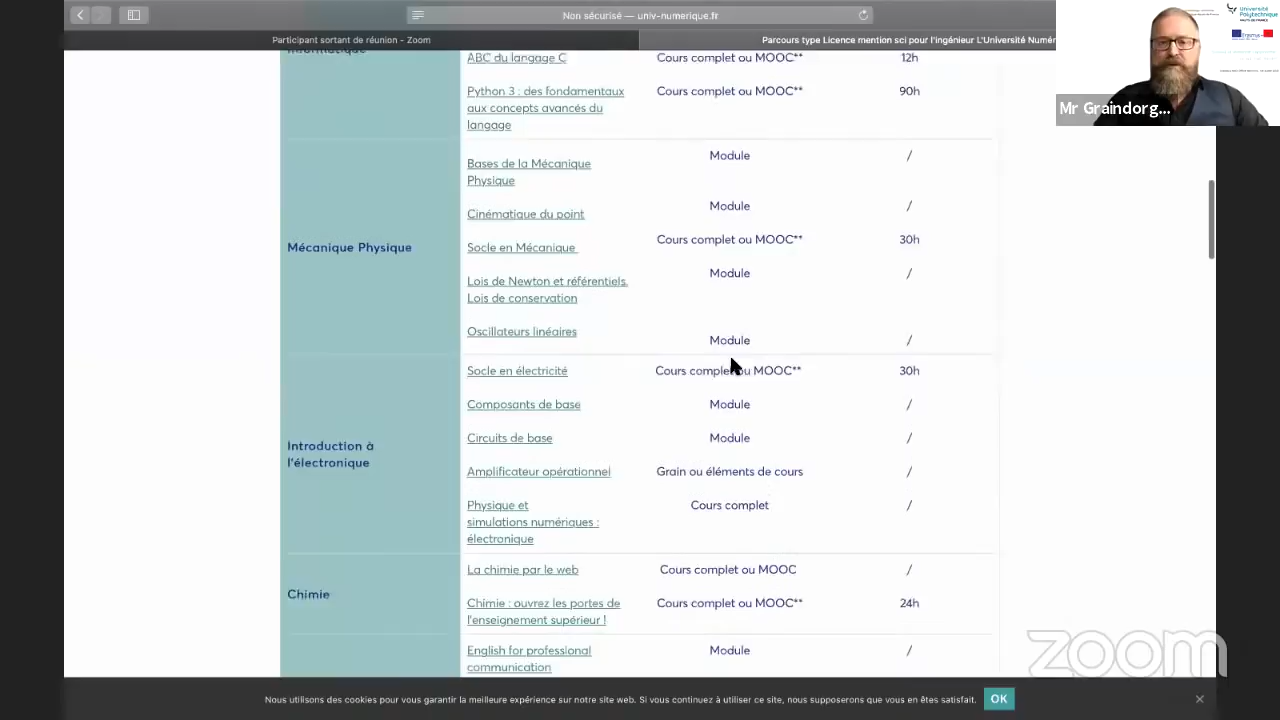 Non sécurisé — univ-numerique.fr
Participant sortant de réunion - Zoom
Parcours type Licence mention sci pour l'ingénieur L'Université Numér
Université
Polytechnique
HAUTS-DE-FRANCE
Erasmus+
Mr Graindorg...
Informatique
ABC du langage C Cours complet ou MOOC** 12h
Python 3 : des fondamentaux Cours complet ou MOOC** 90h
aux concepts avancés du
langage
Mécanique Physique
Bases de la Mécanique Module /
Physique
Cinématique du point Module /
Socle en Mécanique Cours complet ou MOOC** 30h
Lois de Newton et référentiels. Module /
Lois de conservation
Oscillateurs linéaires Module /
Introduction à
l'électronique
Socle en électricité Cours complet ou MOOC** 30h
Composants de base Module /
Circuits de base Module /
Amplificateur opérationnel Grain ou éléments de cours /
Physique et Cours complet /
simulations numériques :
électronique
Chimie
La chimie par le web Cours complet ou MOOC /
Chimie : ouvrez les portes de Cours complet ou MOOC** 24h
l'enseignement supérieur !
English for professional Module /
communication
zoom
Nous utilisons des cookies pour vous garantir la meilleure expérience sur notre site web. Si vous continuez à utiliser ce site, nous supposerons que vous en êtes satisfait. OK